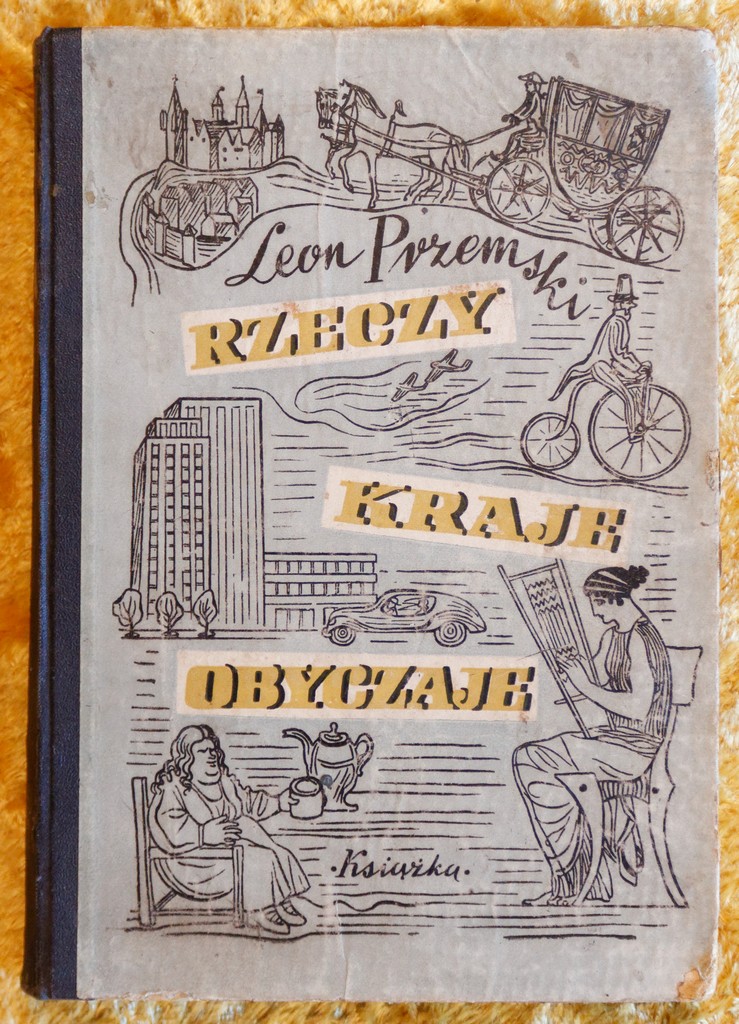 Leon Przemski
RZECZY
KRAJE
OBYCZAJE
·Książka·